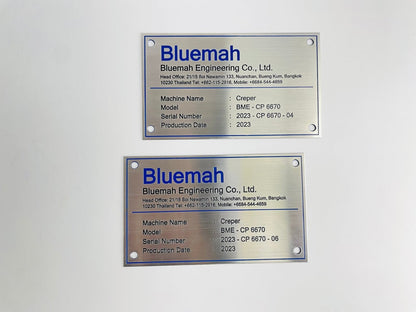 Bluemah
Bluemah Engineering Co., Ltd.
Head Office: 21/15 Soi Nawamin 133, Nuanchan, Bueng Kum, Bangkok
10230 Thailand Tel: +662-115-2916, Mobile: +6684-544-4659
Machine Name : Creper
Model : BME - CP 6670
Serial Number : 2023 - CP 6670 - 04
Production Date : 2023
Bluemah
Bluemah Engineering Co., Ltd.
Head Office: 21/15 Soi Nawamin 133, Nuanchan, Bueng Kum, Bangkok
10230 Thailand Tel: +662-115-2916, Mobile: +6684-544-4659
Machine Name : Creper
Model : BME - CP 6670
Serial Number : 2023 - CP 6670 - 06
Production Date : 2023